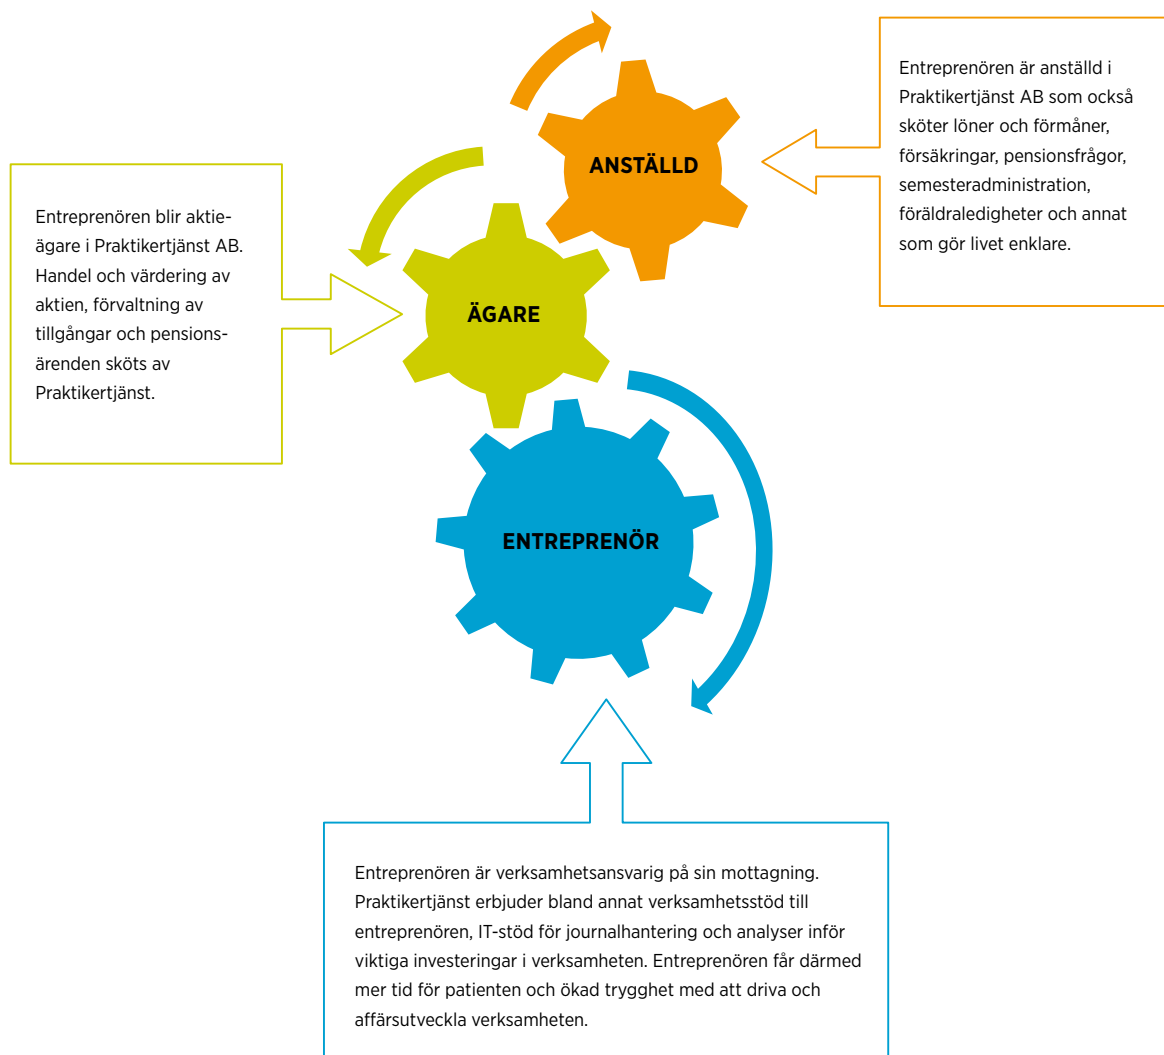 Entreprenören är anställd i
Praktikertjänst AB som också
sköter löner och förmåner,
försäkringar, pensionsfrågor,
semesteradministration,
föräldraledigheter och annat
som gör livet enklare.
ANSTÄLLD
Entreprenören blir aktie-
ägare i Praktikertjänst AB.
Handel och värdering av
aktien, förvaltning av
tillgångar och pensions-
ärenden sköts av
Praktikertjänst.
ÄGARE
ENTREPRENÖR
Entreprenören är verksamhetsansvarig på sin mottagning.
Praktikertjänst erbjuder bland annat verksamhetsstöd till
entreprenören, IT-stöd för journalhantering och analyser inför
viktiga investeringar i verksamheten. Entreprenören får därmed
mer tid för patienten och ökad trygghet med att driva och
affärsutveckla verksamheten.